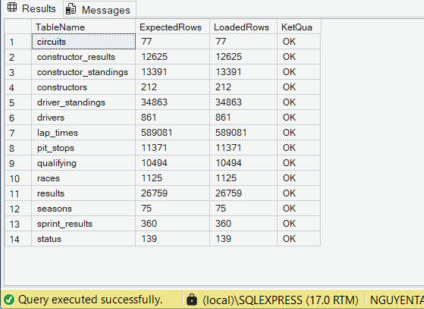 Results Messages
TableName ExpectedRows LoadedRows KetQua
1 circuits 77 77 OK
2 constructor_results 12625 12625 OK
3 constructor_standings 13391 13391 OK
4 constructors 212 212 OK
5 driver_standings 34863 34863 OK
6 drivers 861 861 OK
7 lap_times 589081 589081 OK
8 pit_stops 11371 11371 OK
9 qualifying 10494 10494 OK
10 races 1125 1125 OK
11 results 26759 26759 OK
12 seasons 75 75 OK
13 sprint_results 360 360 OK
14 status 139 139 OK
Query executed successfully. (local)\SQLEXPRESS (17.0 RTM) NGUYENTA